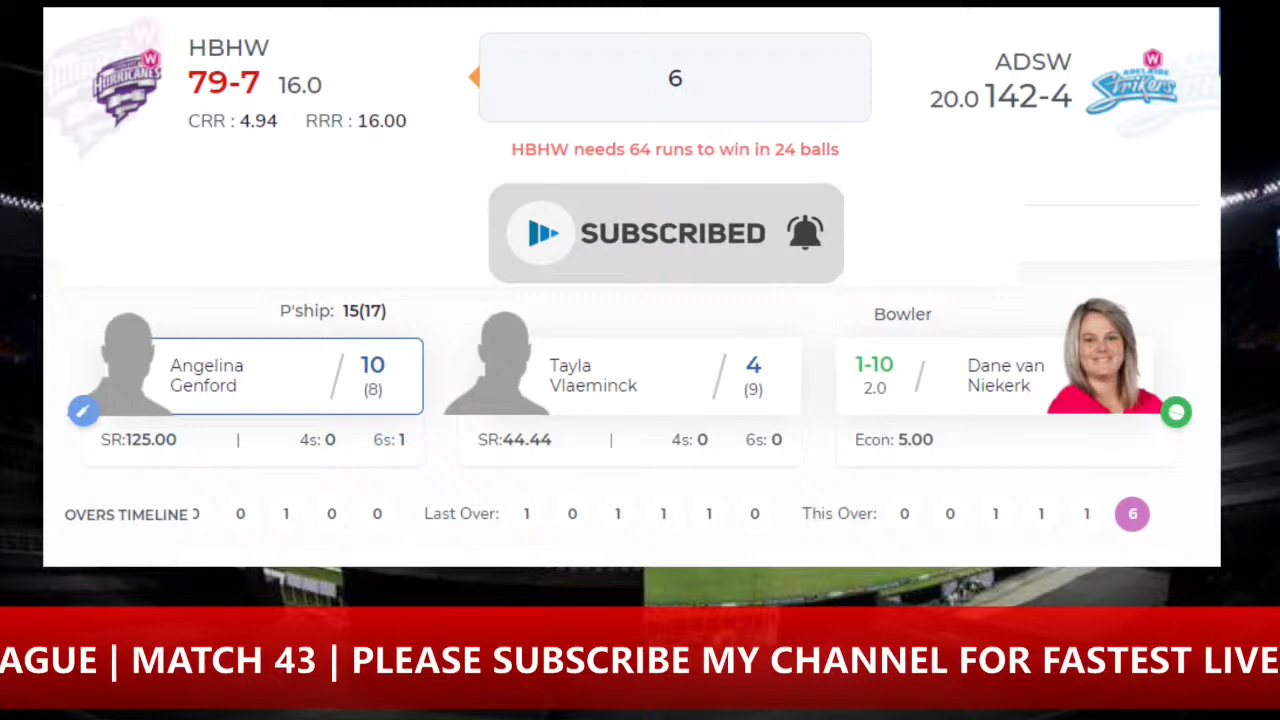 HBHW
79-7 16.0
CRR : 4.94 RRR : 16.00
6
HBHW needs 64 runs to win in 24 balls
ADSW
20.0 142-4
HURRICANES
W
ADELAIDE
Strikers
W
SUBSCRIBED
P'ship: 15(17)
Angelina
Genford
10
(8)
SR:125.00 | 4s: 0 6s: 1
Tayla
Vlaeminck
4
(9)
SR:44.44 | 4s: 0 6s: 0
Bowler
1-10
2.0
Dane van
Niekerk
Econ: 5.00
OVERS TIMELINE 0 1 0 0 Last Over: 1 0 1 1 1 0 This Over: 0 0 1 1 1 6
AGUE | MATCH 43 | PLEASE SUBSCRIBE MY CHANNEL FOR FASTEST LIVE